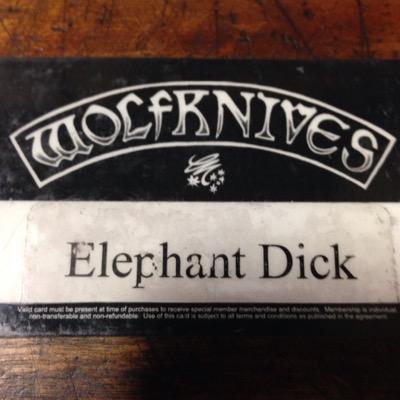 WOLFKNIVES
Elephant Dick
Valid card must be present at time of purchases to receive special member merchandise and discounts. Membership is individual,
non-transferable and non-refundable. Use of this card is subject to all terms and conditions as published in the agreement.